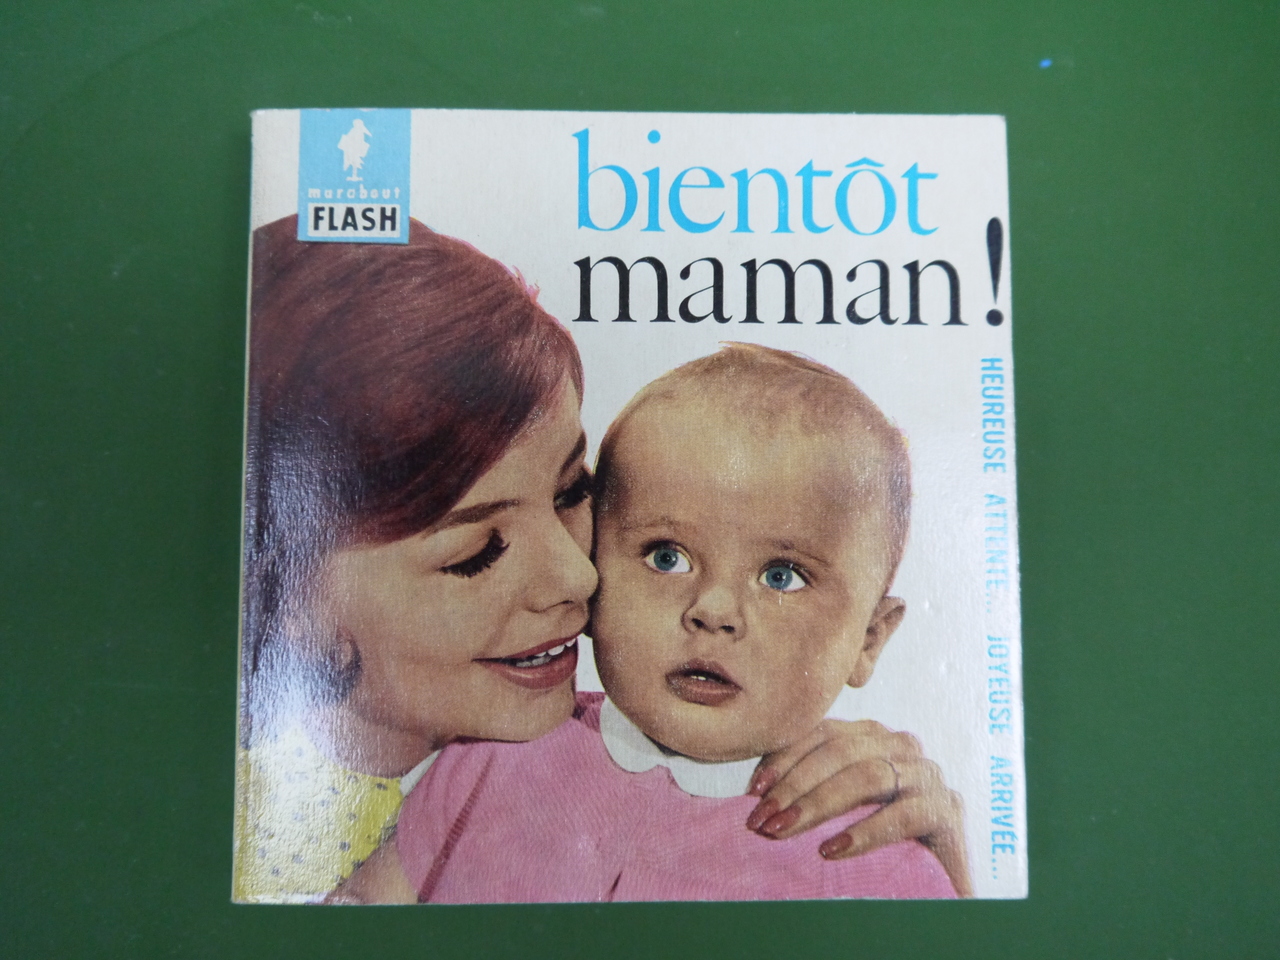 marabout
FLASH
bientôt
maman!
HEUREUSE ATTENTE... JOYEUSE ARRIVÉE...